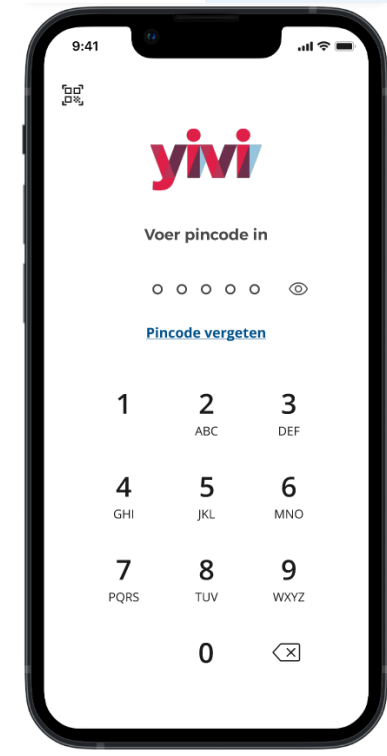 9:41
yivi
Voer pincode in
Pincode vergeten
1 2 3
ABC DEF
4 5 6
GHI JKL MNO
7 8 9
PQRS TUV WXYZ
0